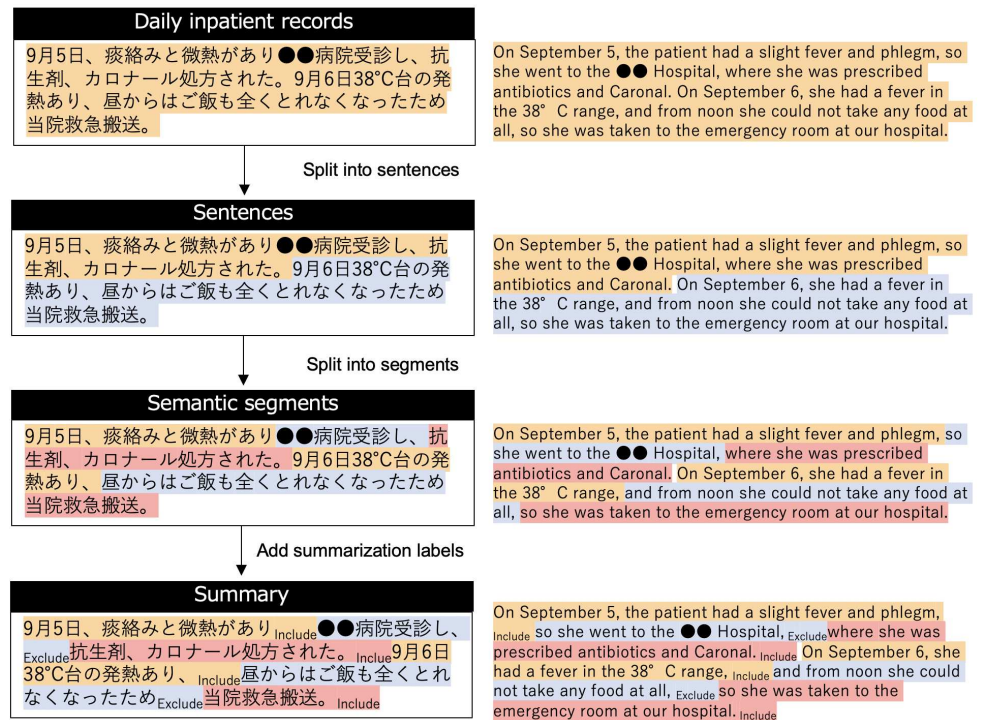 Daily inpatient records
9月5日、痰絡みと微熱があり●●病院受診し、抗
生剤、カロナール処方された。9月6日38℃台の発
熱あり、昼からはご飯も全くとれなくなったため
当院救急搬送。
On September 5, the patient had a slight fever and phlegm, so
she went to the ●● Hospital, where she was prescribed
antibiotics and Caronal. On September 6, she had a fever in
the 38° C range, and from noon she could not take any food at
all, so she was taken to the emergency room at our hospital.
Split into sentences
Sentences
9月5日、痰絡みと微熱があり●●病院受診し、抗
生剤、カロナール処方された。9月6日38℃台の発
熱あり、昼からはご飯も全くとれなくなったため
当院救急搬送。
On September 5, the patient had a slight fever and phlegm, so
she went to the ●● Hospital, where she was prescribed
antibiotics and Caronal. On September 6, she had a fever in
the 38° C range, and from noon she could not take any food at
all, so she was taken to the emergency room at our hospital.
Split into segments
Semantic segments
9月5日、痰絡みと微熱があり●●病院受診し、抗
生剤、カロナール処方された。9月6日38℃台の発
熱あり、昼からはご飯も全くとれなくなったため
当院救急搬送。
On September 5, the patient had a slight fever and phlegm, so
she went to the ●● Hospital, where she was prescribed
antibiotics and Caronal. On September 6, she had a fever in
the 38° C range, and from noon she could not take any food at
all, so she was taken to the emergency room at our hospital.
Add summarization labels
Summary
9月5日、痰絡みと微熱がありInclude●●病院受診し、
Exclude抗生剤、カロナール処方された。Inclue9月6日
38℃台の発熱あり、Include昼からはご飯も全くとれ
なくなったためExclude当院救急搬送。Include
On September 5, the patient had a slight fever and phlegm,
Include so she went to the ●● Hospital, Exclude where she was
prescribed antibiotics and Caronal. Include On September 6, she
had a fever in the 38° C range, Include and from noon she could
not take any food at all, Exclude so she was taken to the
emergency room at our hospital. Include